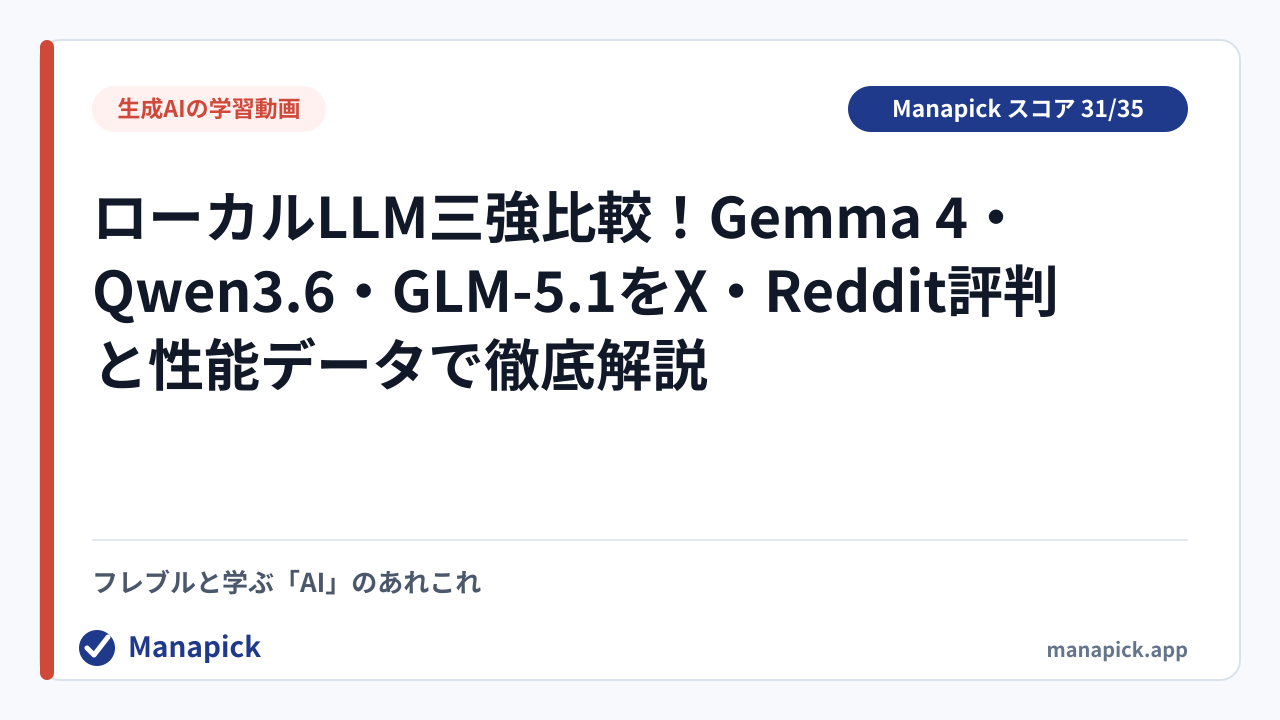 生成AIの学習動画
Manapick スコア 31/35
ローカルLLM三強比較！Gemma 4・
Qwen3.6・GLM-5.1をX・Reddit評判
と性能データで徹底解説
フレブルと学ぶ「AI」のあれこれ
Manapick
manapick.app